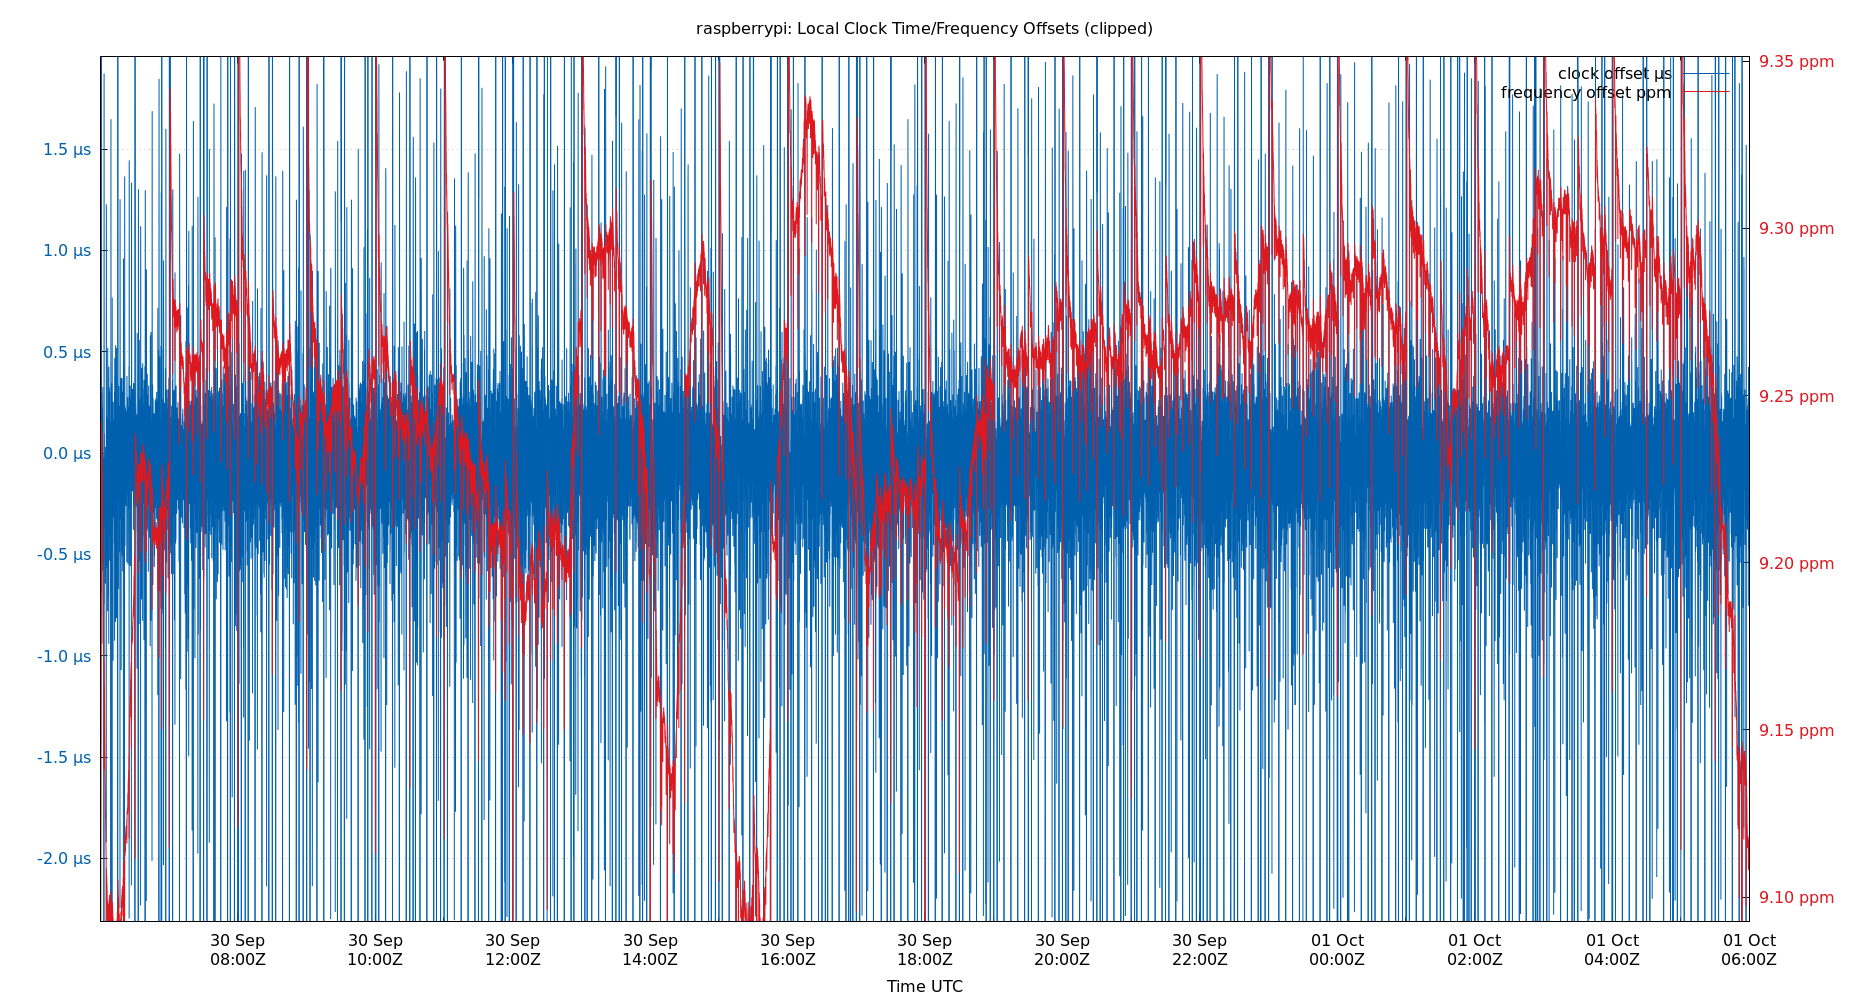 raspberrypi: Local Clock Time/Frequency Offsets (clipped)
clock offset µs
frequency offset ppm
1.5 µs
1.0 µs
0.5 µs
0.0 µs
-0.5 µs
-1.0 µs
-1.5 µs
-2.0 µs
9.35 ppm
9.30 ppm
9.25 ppm
9.20 ppm
9.15 ppm
9.10 ppm
30 Sep 30 Sep 30 Sep 30 Sep 30 Sep 30 Sep 30 Sep 30 Sep 01 Oct 01 Oct 01 Oct 01 Oct
08:00Z 10:00Z 12:00Z 14:00Z 16:00Z 18:00Z 20:00Z 22:00Z 00:00Z 02:00Z 04:00Z 06:00Z
Time UTC